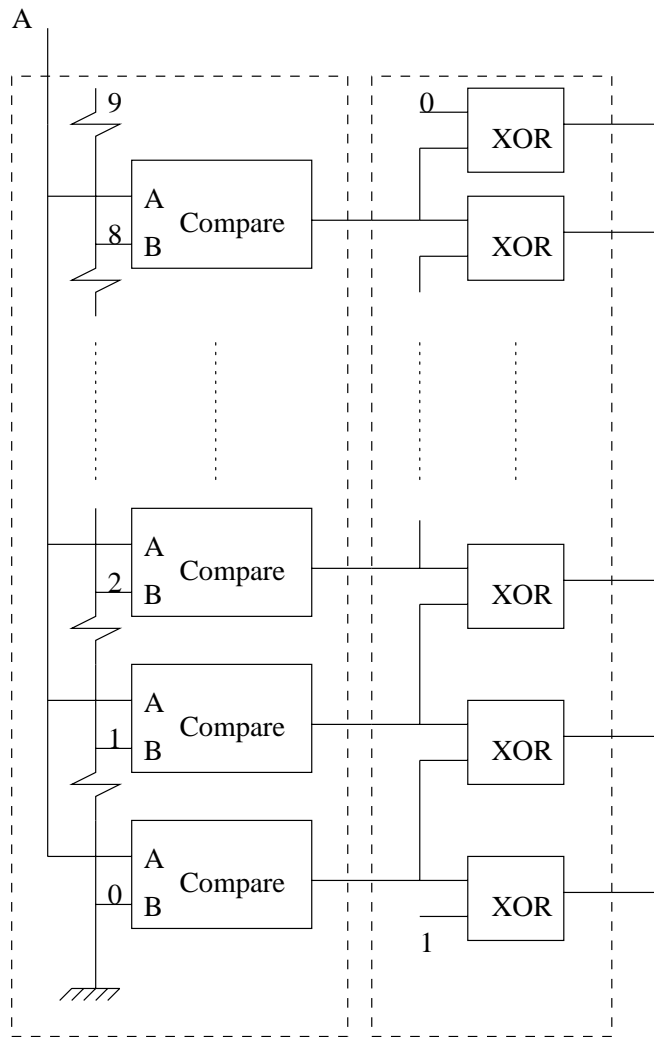 A
9 0
XOR
A
Compare XOR
8 B
A
Compare XOR
2 B
A
Compare XOR
1 B
A
Compare XOR
0 B
1